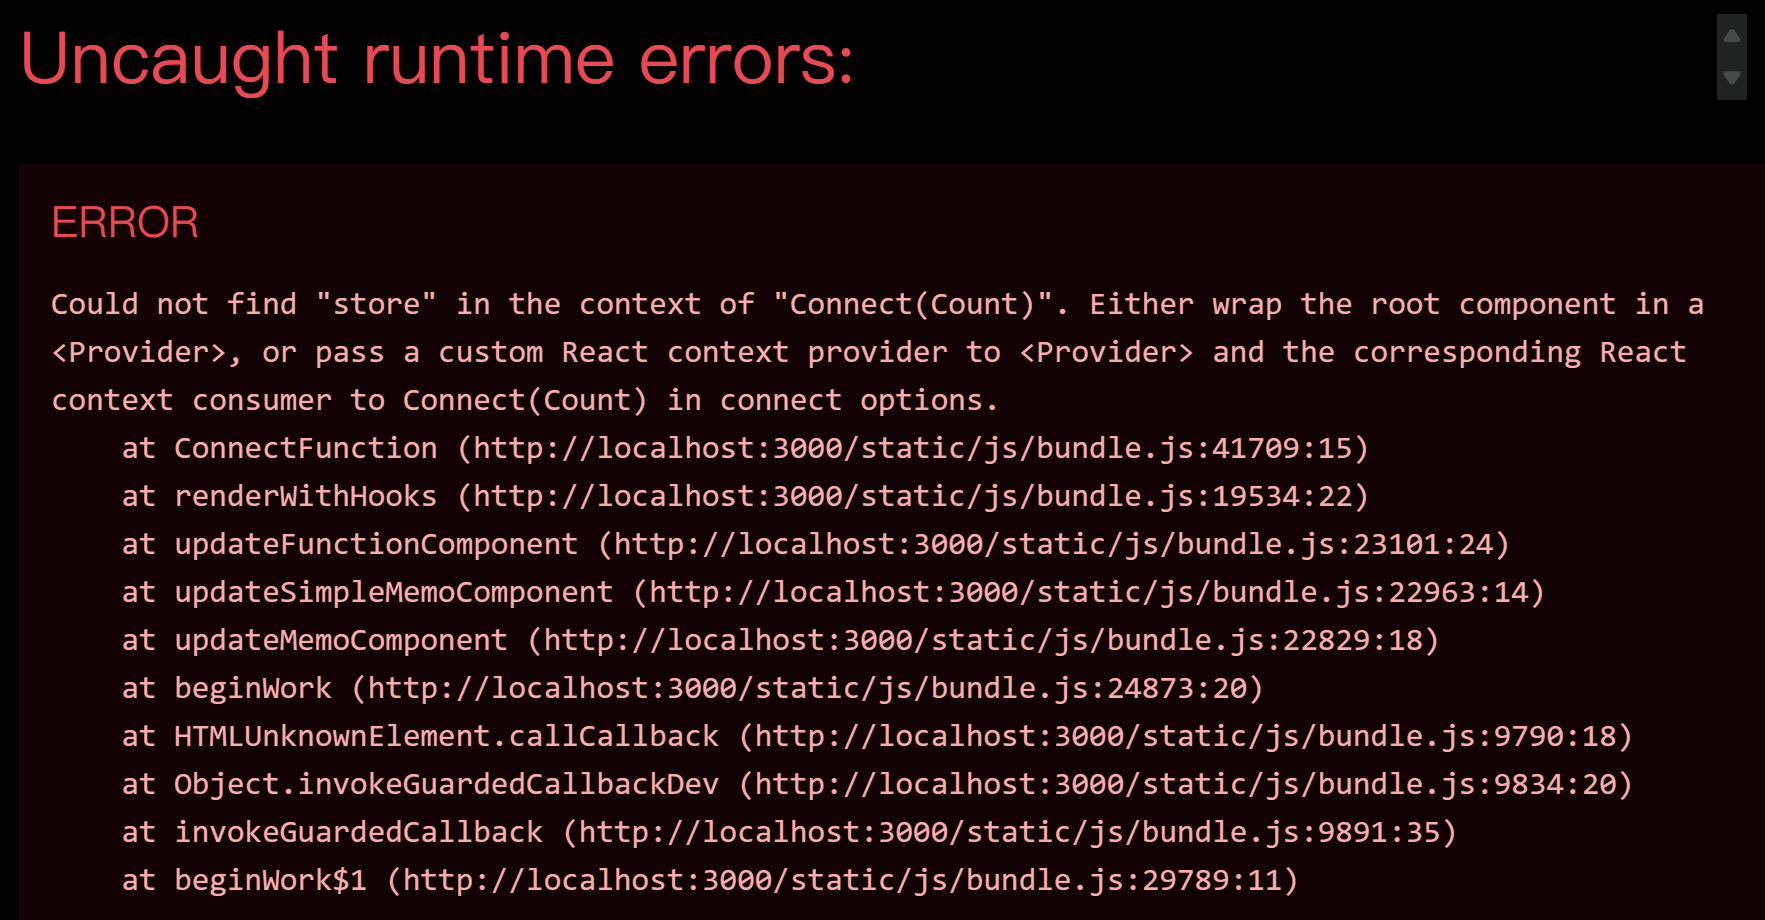 Uncaught runtime errors:
ERROR
Could not find "store" in the context of "Connect(Count)". Either wrap the root component in a
<Provider>, or pass a custom React context provider to <Provider> and the corresponding React
context consumer to Connect(Count) in connect options.
    at ConnectFunction (http://localhost:3000/static/js/bundle.js:41709:15)
    at renderWithHooks (http://localhost:3000/static/js/bundle.js:19534:22)
    at updateFunctionComponent (http://localhost:3000/static/js/bundle.js:23101:24)
    at updateSimpleMemoComponent (http://localhost:3000/static/js/bundle.js:22963:14)
    at updateMemoComponent (http://localhost:3000/static/js/bundle.js:22829:18)
    at beginWork (http://localhost:3000/static/js/bundle.js:24873:20)
    at HTMLUnknownElement.callCallback (http://localhost:3000/static/js/bundle.js:9790:18)
    at Object.invokeGuardedCallbackDev (http://localhost:3000/static/js/bundle.js:9834:20)
    at invokeGuardedCallback (http://localhost:3000/static/js/bundle.js:9891:35)
    at beginWork$1 (http://localhost:3000/static/js/bundle.js:29789:11)